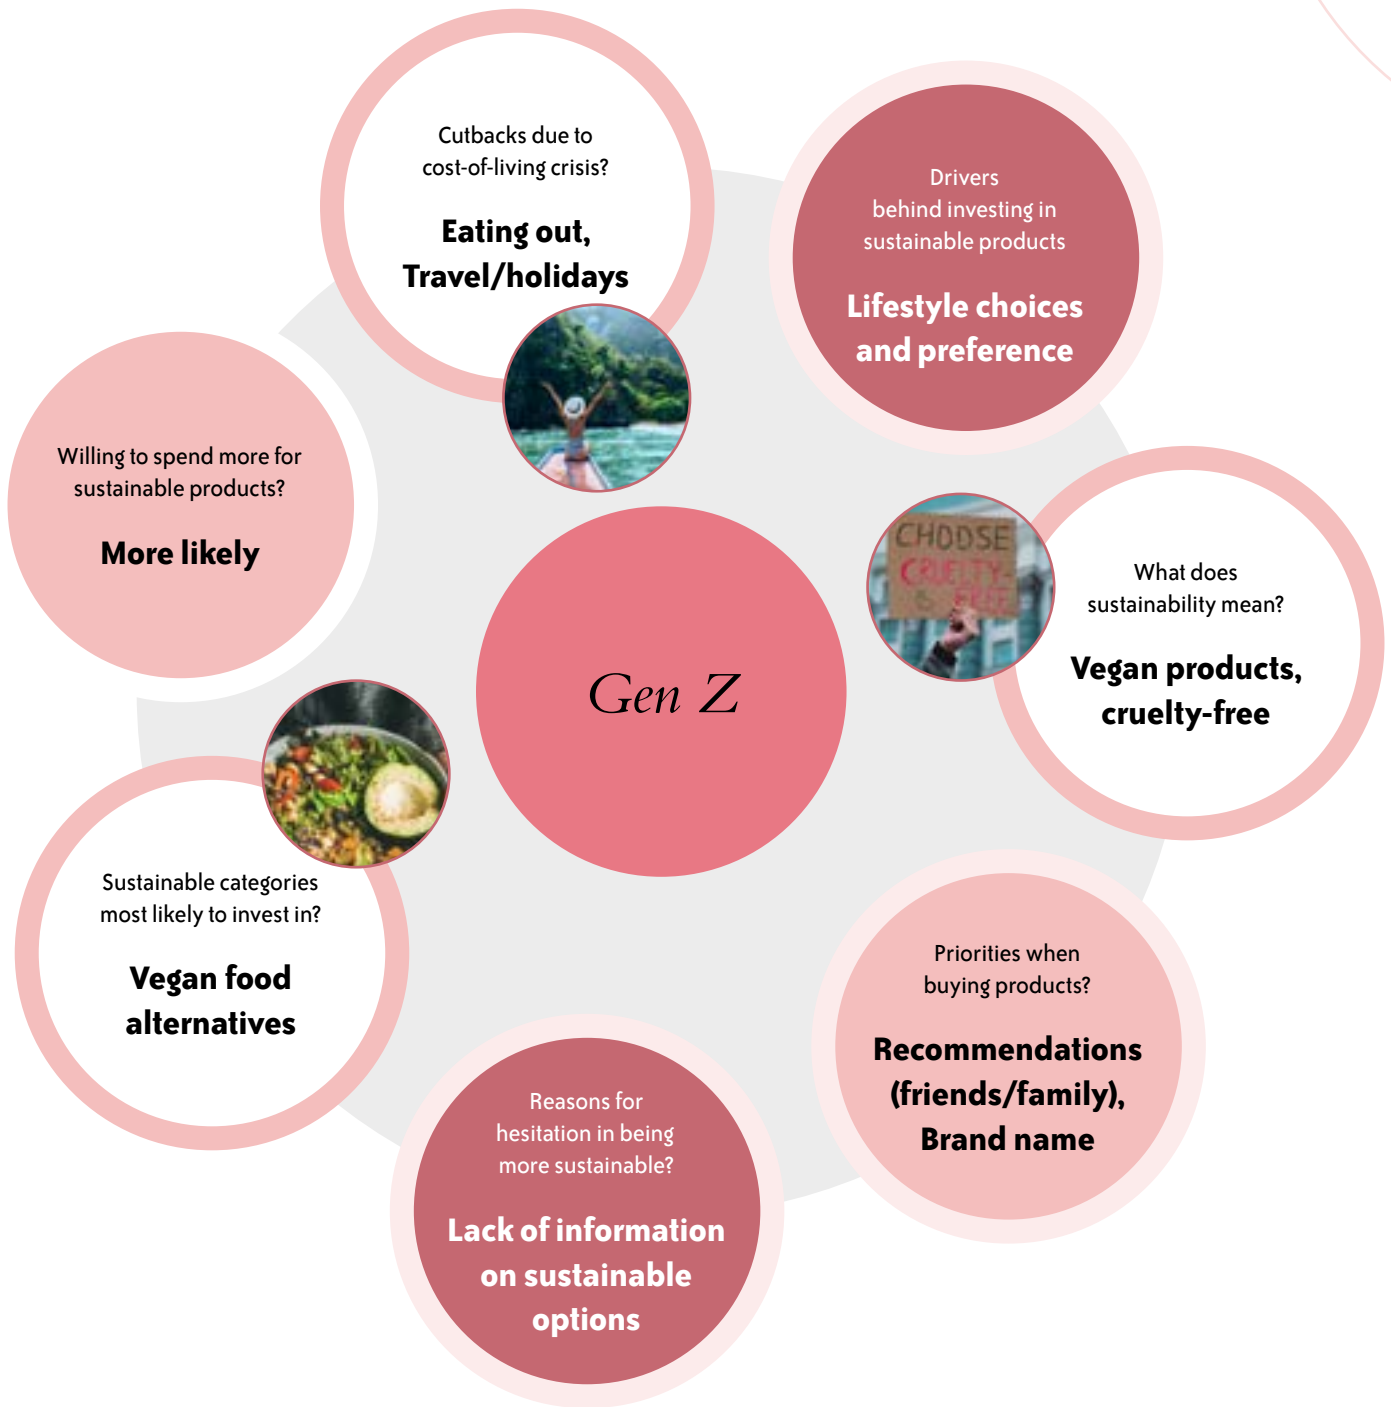 Cutbacks due to
cost-of-living crisis?
Eating out,
Travel/holidays
Drivers
behind investing in
sustainable products
Lifestyle choices
and preference
Willing to spend more for
sustainable products?
More likely
CHOOSE
CRUELTY-
FREE
What does
sustainability mean?
Vegan products,
cruelty-free
Gen Z
Sustainable categories
most likely to invest in?
Vegan food
alternatives
Priorities when
buying products?
Recommendations
(friends/family),
Brand name
Reasons for
hesitation in being
more sustainable?
Lack of information
on sustainable
options